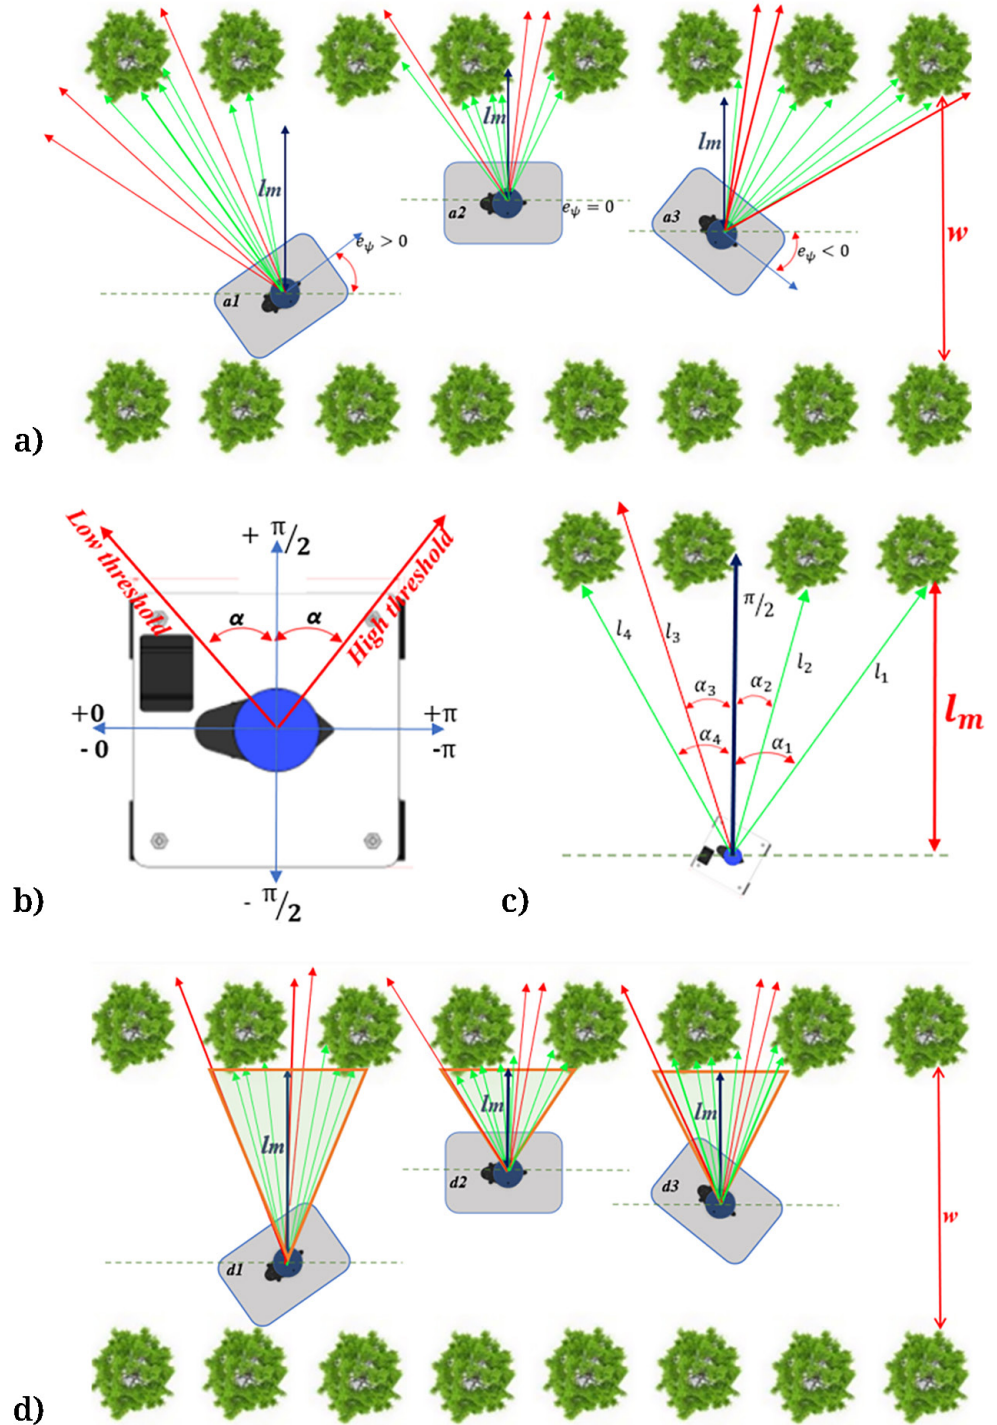 lm
lm
lm
a1
a2
a3
e_ψ > 0
e_ψ = 0
e_ψ < 0
w
a)
Low threshold
High threshold
+ π/2
α
α
+0
- 0
+π
-π
- π/2
b)
π/2
l₄
l₃
l₂
l₁
α₃
α₂
α₄
α₁
l_m
c)
lm
lm
lm
d1
d2
d3
w
d)